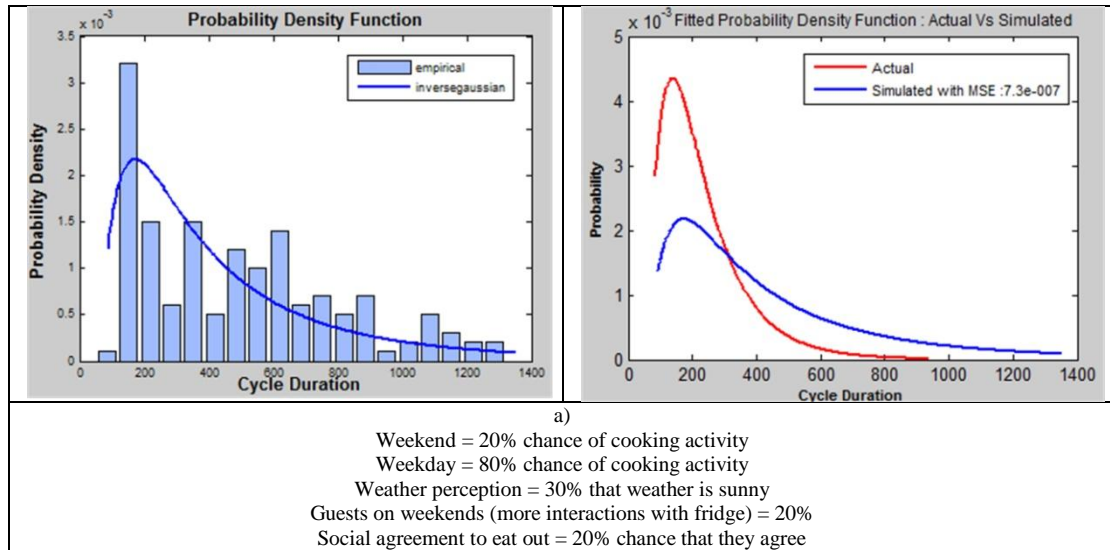 Probability Density Function
x 10⁻³
3.5
3
2.5
2
1.5
1
0.5
0
0 200 400 600 800 1000 1200 1400
Probability Density
Cycle Duration
empirical
inversegaussian
x 10⁻³ Fitted Probability Density Function : Actual Vs Simulated
5
4
3
2
1
0
0 200 400 600 800 1000 1200 1400
Probability
Cycle Duration
Actual
Simulated with MSE :7.3e-007
a)
Weekend = 20% chance of cooking activity
Weekday = 80% chance of cooking activity
Weather perception = 30% that weather is sunny
Guests on weekends (more interactions with fridge) = 20%
Social agreement to eat out = 20% chance that they agree